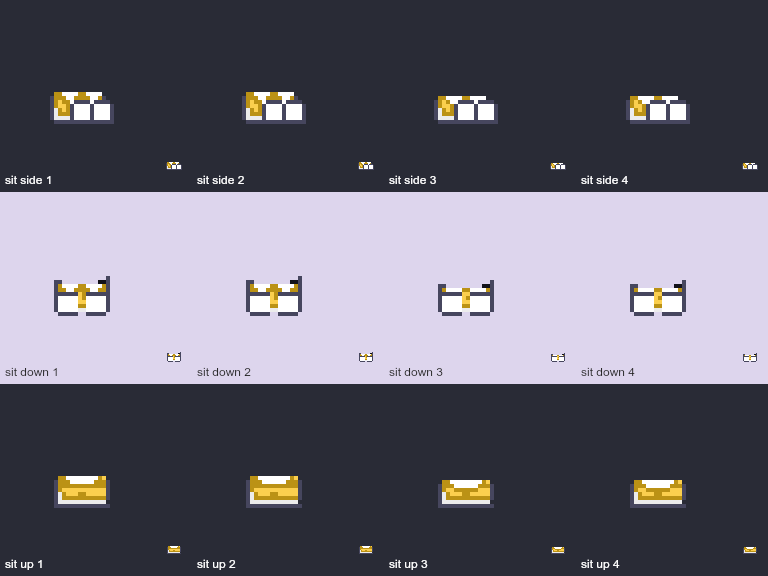 sit side 1
sit side 2
sit side 3
sit side 4
sit down 1
sit down 2
sit down 3
sit down 4
sit up 1
sit up 2
sit up 3
sit up 4